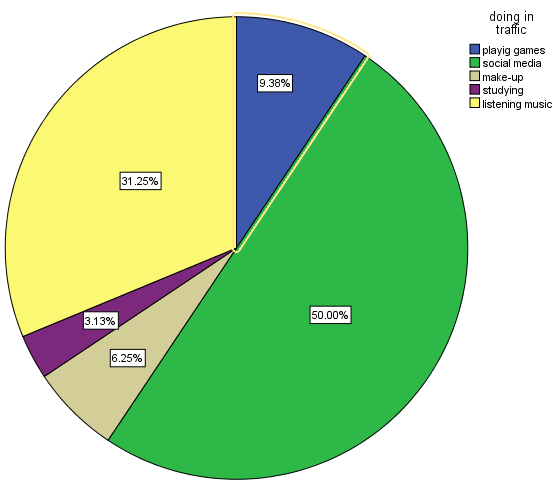 doing in
traffic
playig games
social media
make-up
studying
listening music
9.38%
31.25%
50.00%
3.13%
6.25%